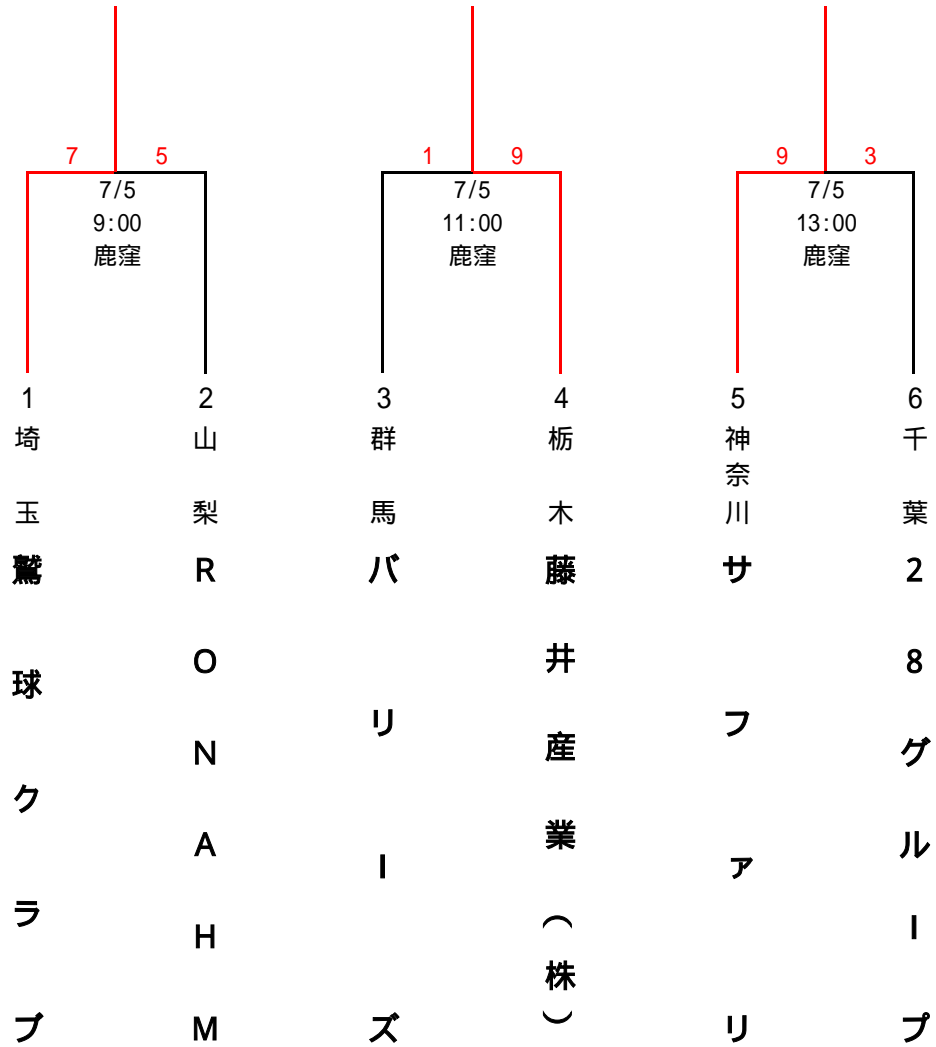 7 5
7/5
9:00
鹿窪
1 9
7/5
11:00
鹿窪
9 3
7/5
13:00
鹿窪
1
埼玉
鷲球クラブ
2
山梨
RONNAHM
3
群馬
バリーズ
4
栃木
藤井産業(株)
5
神奈川
サファリ
6
千葉
28グループ